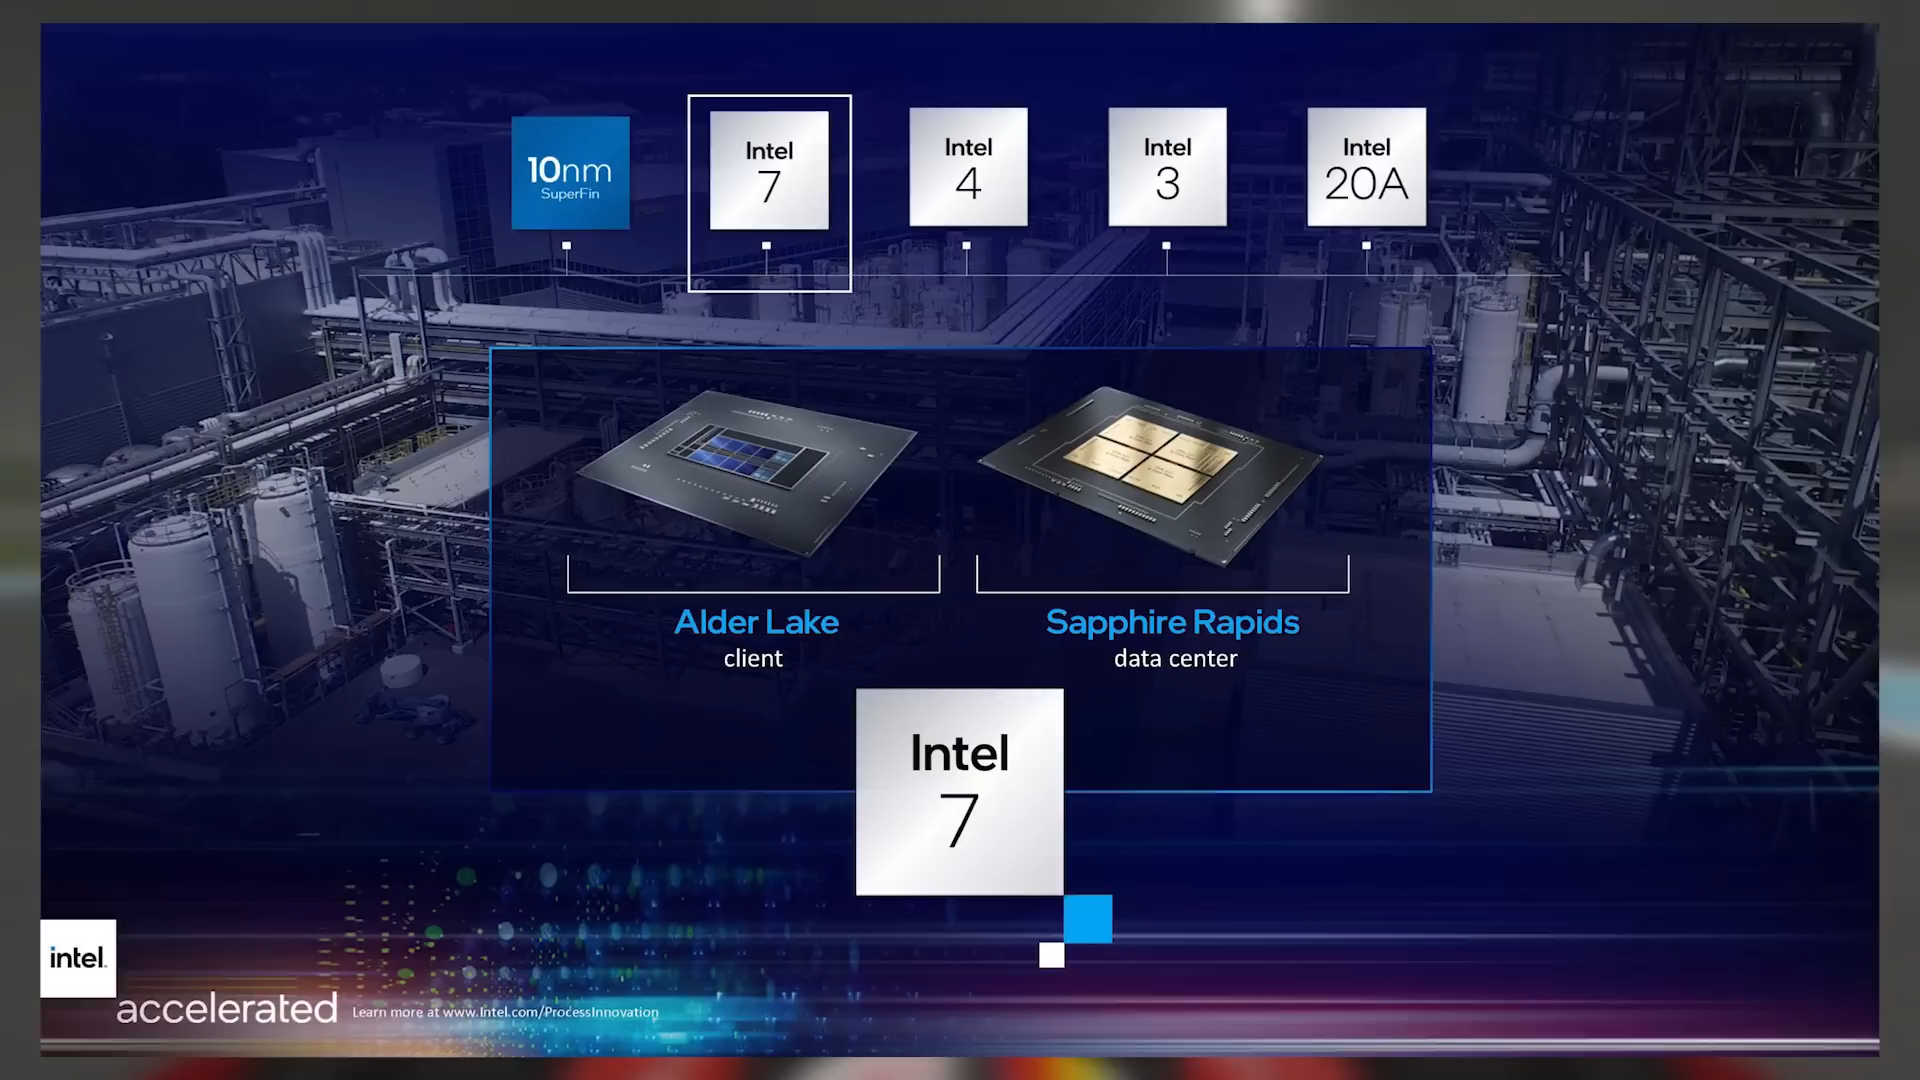 10nm
SuperFin
Intel
7
Intel
4
Intel
3
Intel
20A
Alder Lake
client
Sapphire Rapids
data center
Intel
7
intel.
accelerated
Learn more at www.Intel.com/ProcessInnovation